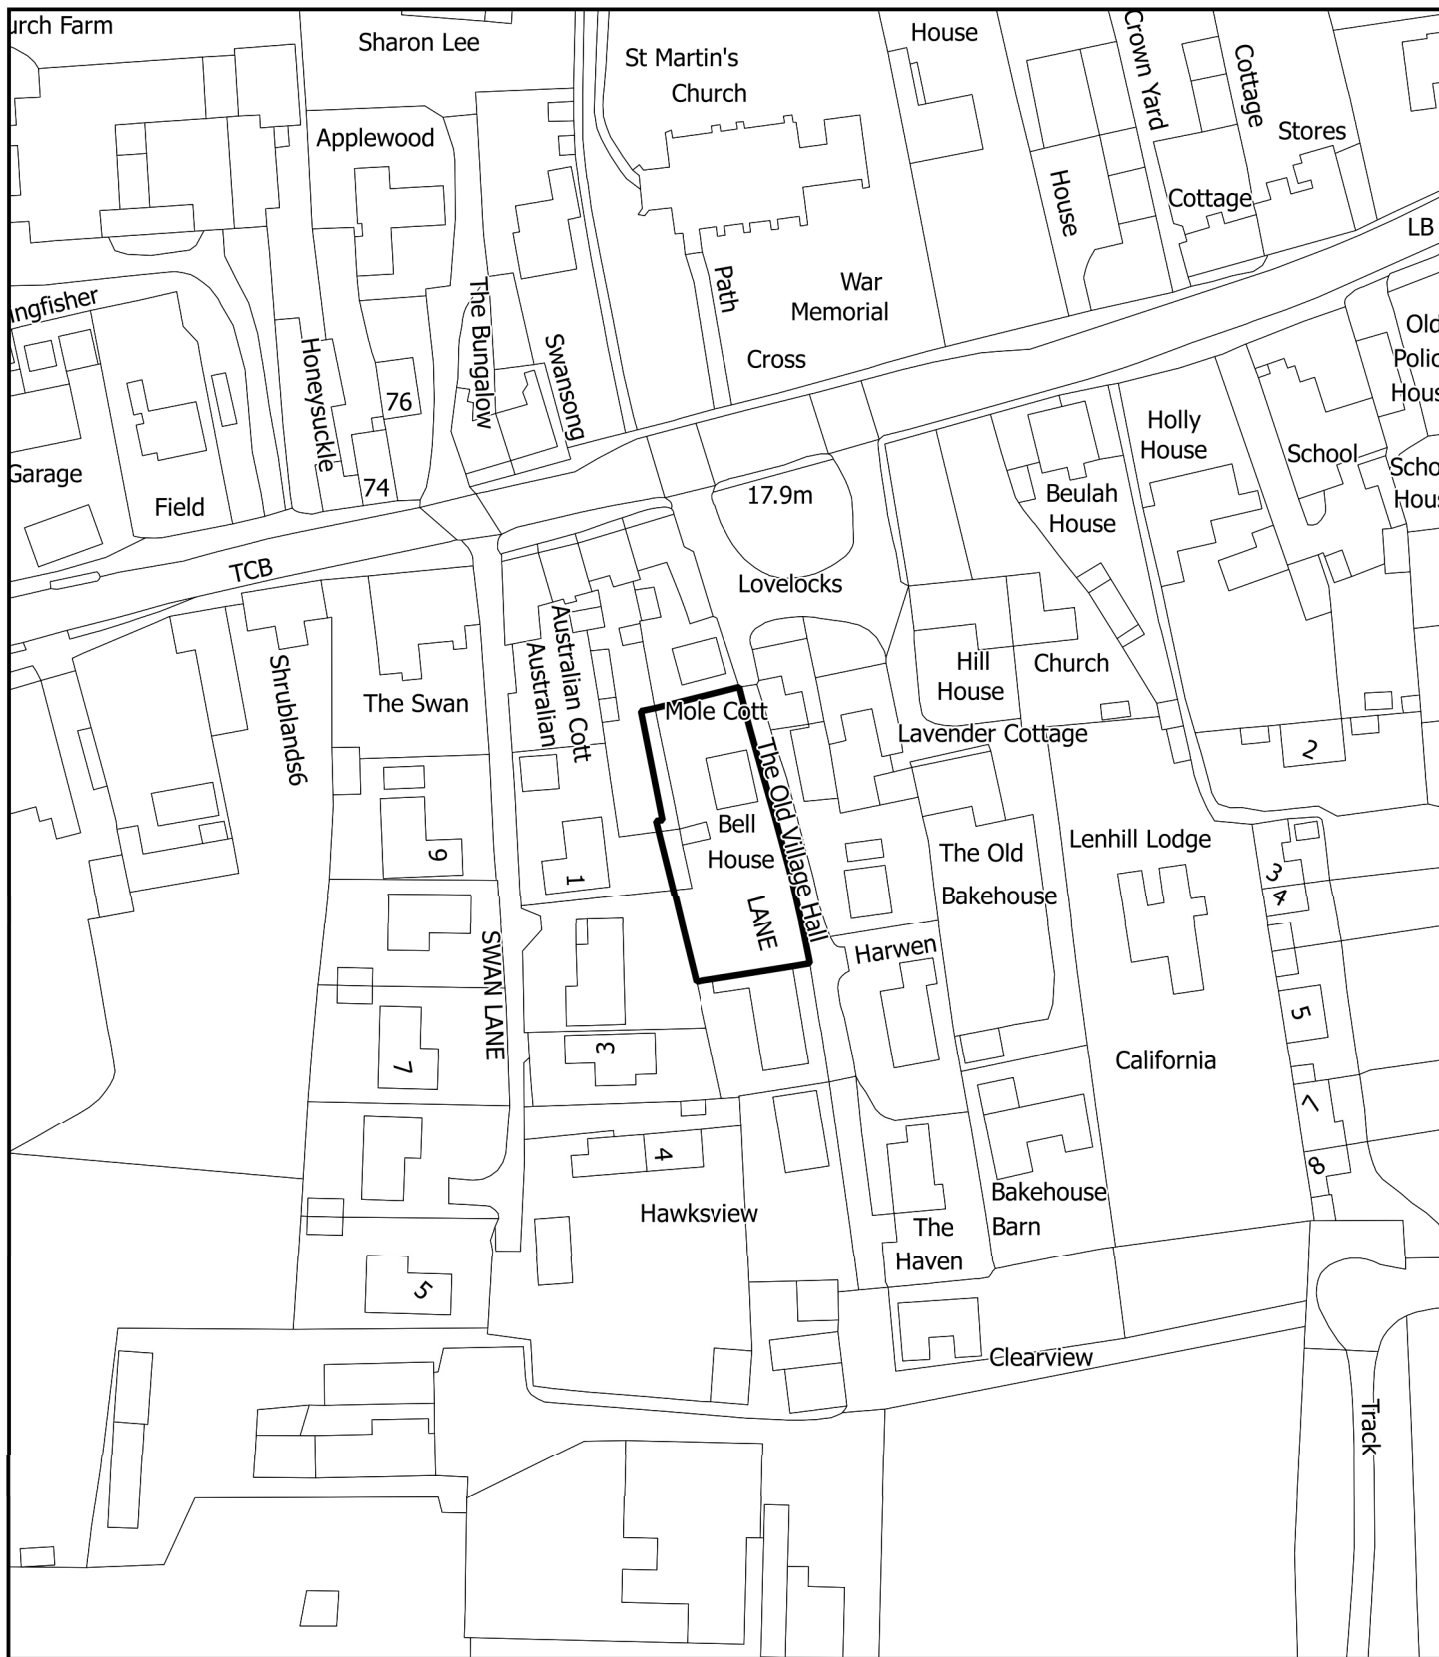 urch Farm
Sharon Lee
St Martin's
Church
House
Crown Yard
Cottage
Stores
Applewood
House
Cottage
LB
Path
War
Memorial
ingfisher
The Bungalow
Swansong
Honeysuckle
Cross
Old
Polic
Hous
76
Holly
House
Garage
Field
74
17.9m
Beulah
House
School
Scho
Hous
TCB
Lovelocks
Shrublands6
The Swan
Australian Cott
Australian
Mole Cott
Hill
House
Church
Lavender Cottage
2
The Old Village Hall
Bell
House
9
1
The Old
Bakehouse
Lenhill Lodge
3
4
LANE
Harwen
SWAN LANE
5
3
7
California
7
4
8
Hawksview
Bakehouse
Barn
The
Haven
5
Clearview
Track